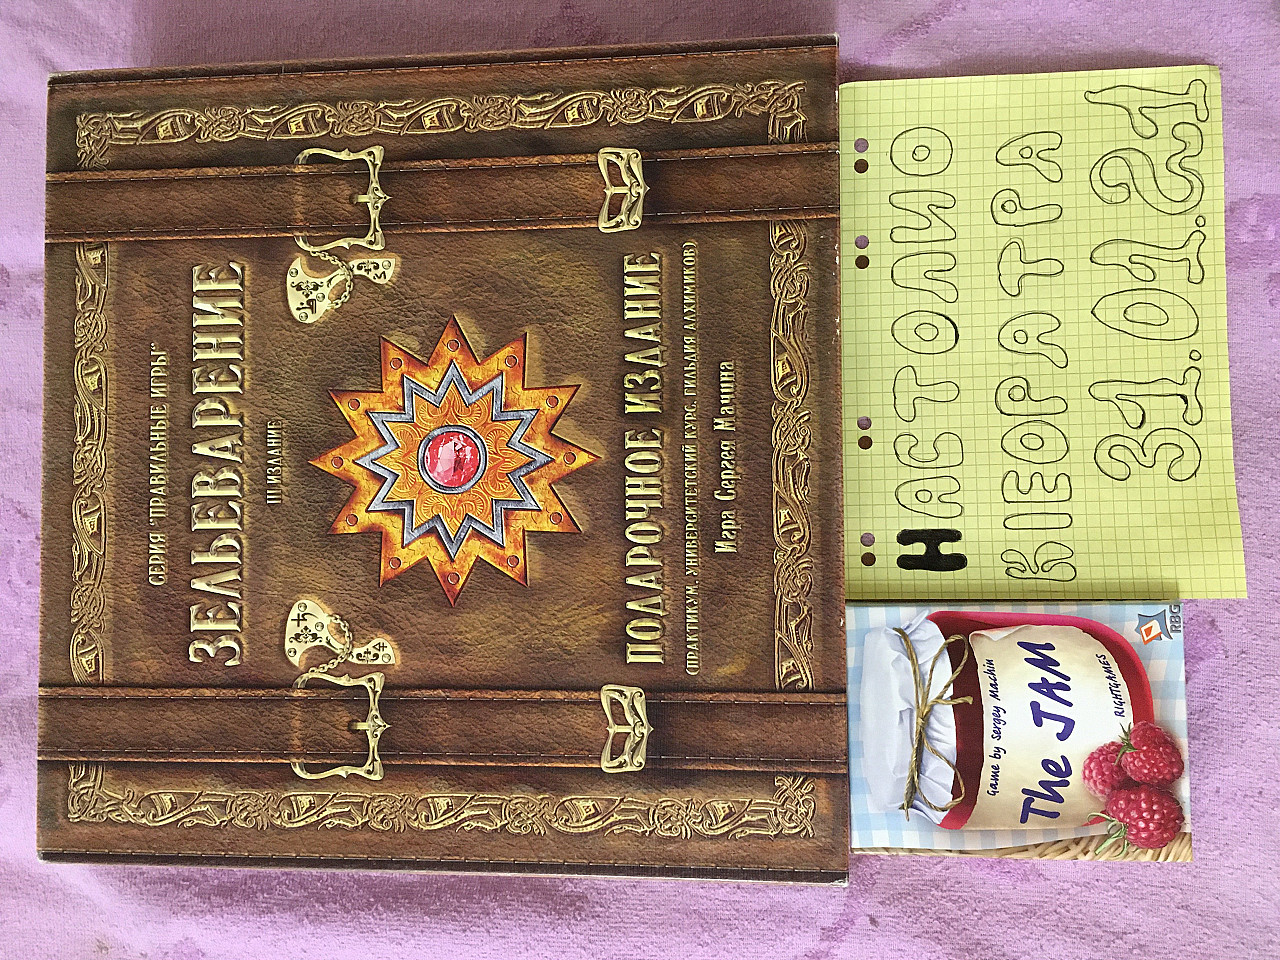 СЕРИЯ "ПРАВИЛЬНЫЕ ИГРЫ"
ЗЕЛЬЕВАРЕНИЕ
III ИЗДАНИЕ
ПОДАРОЧНОЕ ИЗДАНИЕ
(ПРАКТИКУМ, УНИВЕРСИТЕТСКИЙ КУРС, ГИЛЬДИЯ АЛХИМИКОВ)
Игра Сергея Мачина
НАСТОЛИО
КІЕОРАТРА
31.01.21
Game by Sergey Machin
The JAM
RIGHTGAMES
RBG